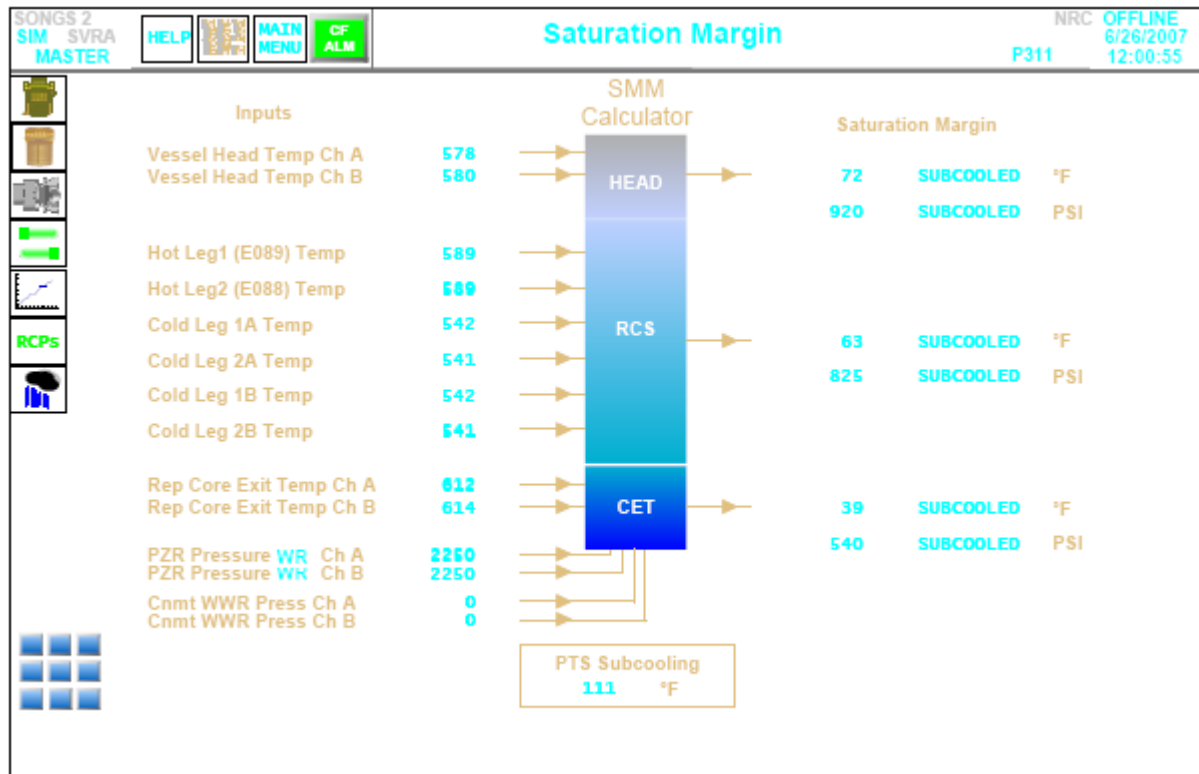 SONGS 2
SIM SVRA
MASTER
HELP
MAIN MENU
CF ALM
Saturation Margin
NRC OFFLINE
6/26/2007
P311 12:00:55
Inputs
SMM
Calculator
Saturation Margin
Vessel Head Temp Ch A 578
Vessel Head Temp Ch B 580
HEAD
72 SUBCOOLED °F
920 SUBCOOLED PSI
Hot Leg1 (E089) Temp 589
Hot Leg2 (E088) Temp 589
Cold Leg 1A Temp 542
RCS
63 SUBCOOLED °F
Cold Leg 2A Temp 541
825 SUBCOOLED PSI
Cold Leg 1B Temp 542
Cold Leg 2B Temp 541
RCPs
Rep Core Exit Temp Ch A 612
Rep Core Exit Temp Ch B 614
CET
39 SUBCOOLED °F
540 SUBCOOLED PSI
PZR Pressure WR Ch A 2250
PZR Pressure WR Ch B 2250
Cnmt WWR Press Ch A 0
Cnmt WWR Press Ch B 0
PTS Subcooling
111 °F